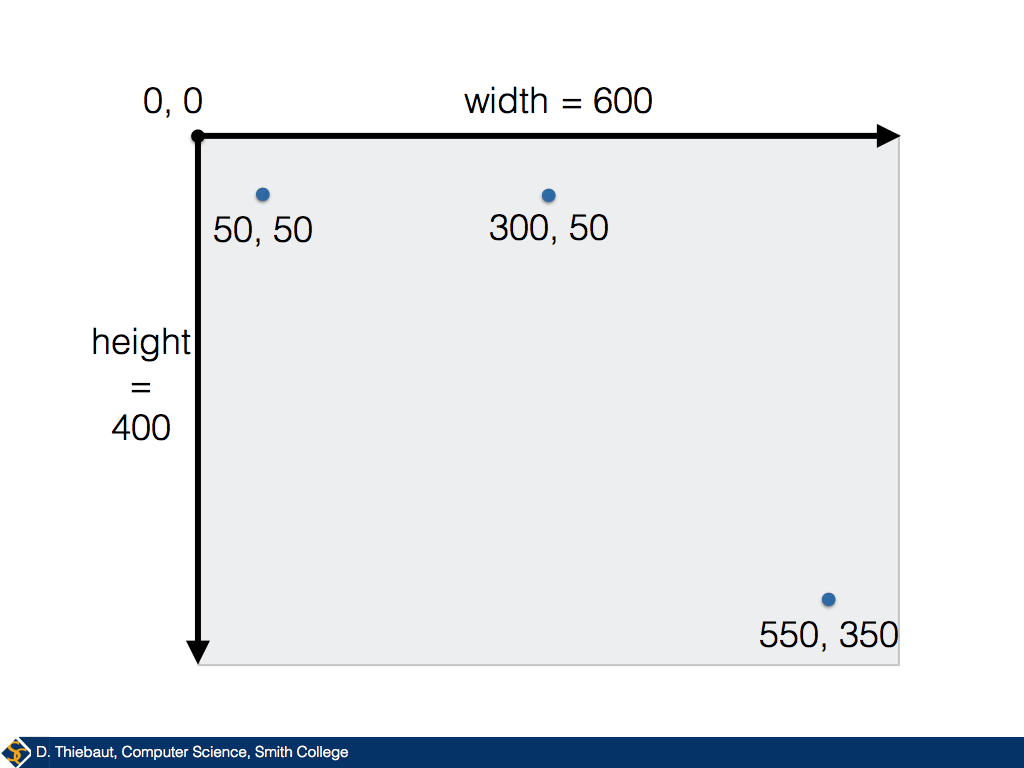 0, 0
width = 600
50, 50
300, 50
height
=
400
550, 350
D. Thiebaut, Computer Science, Smith College